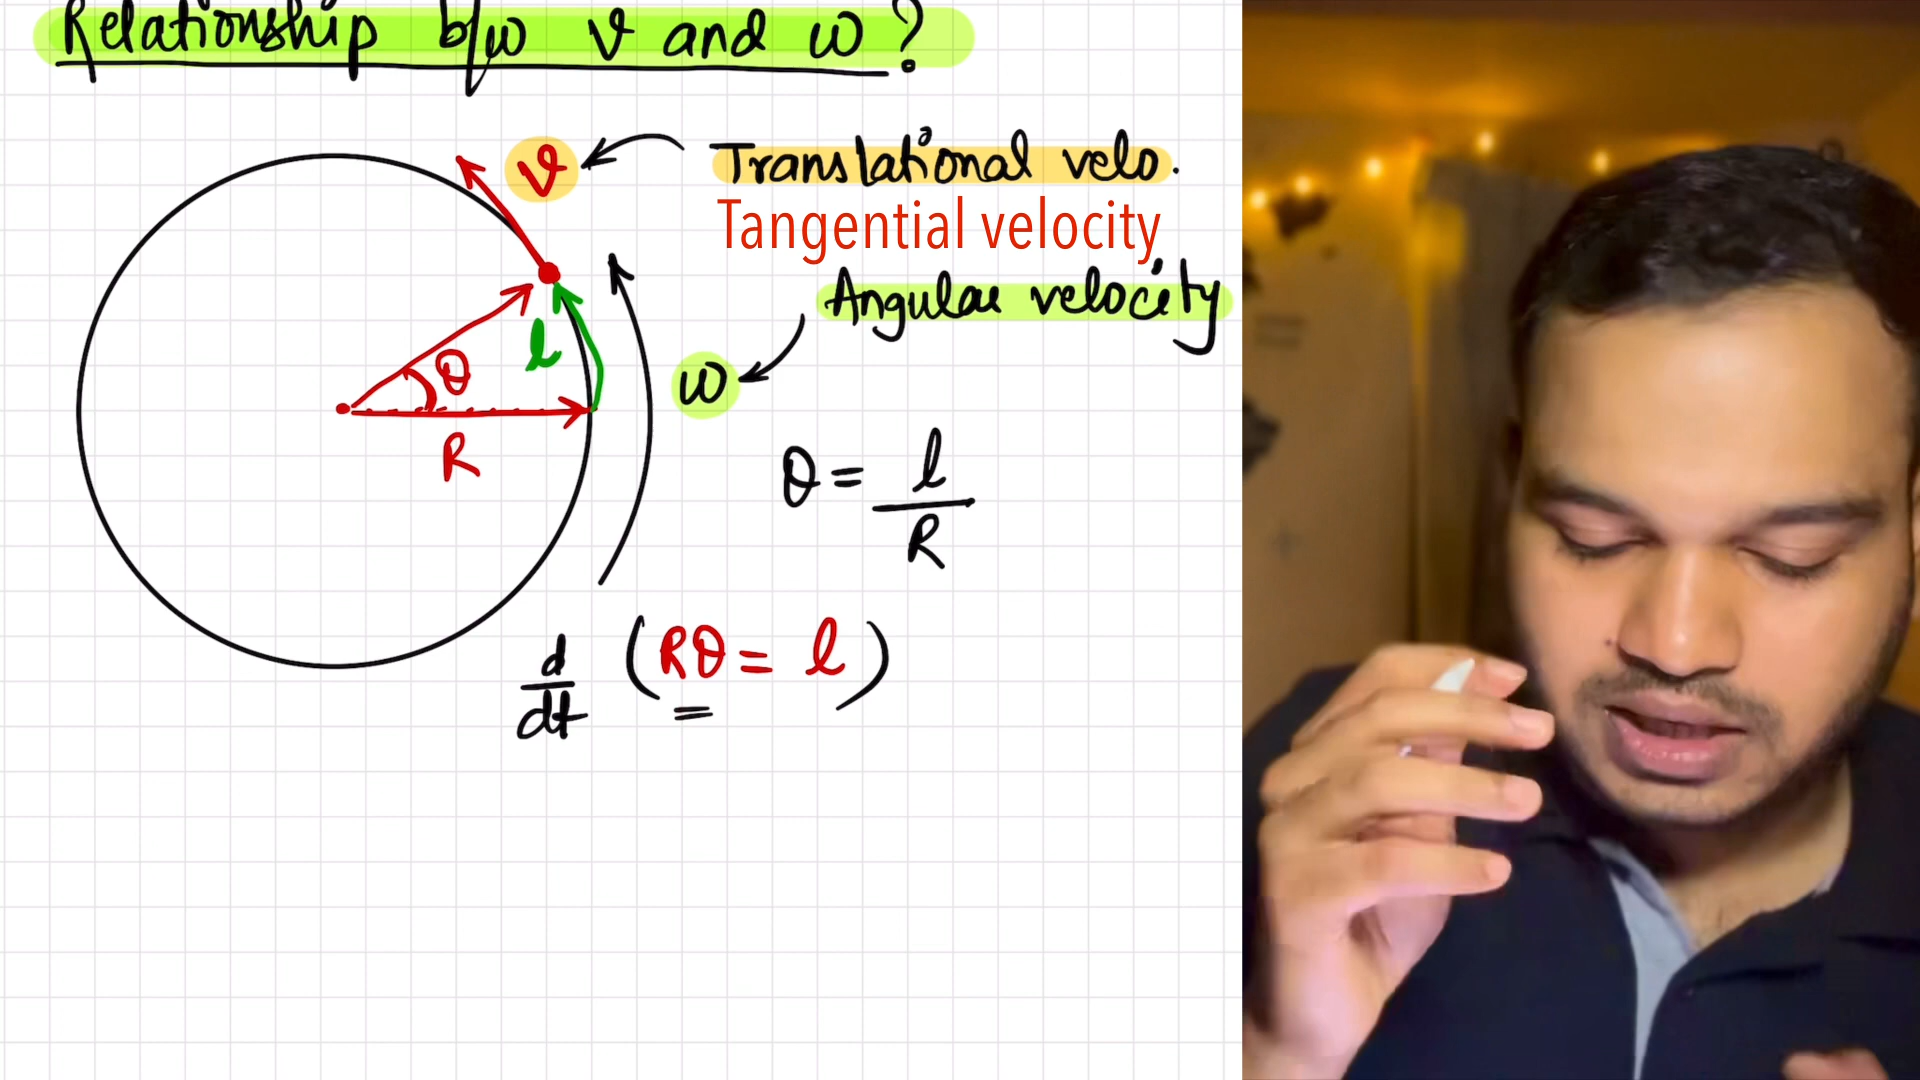 Relationship b/w v and ω ?
v
Translational velo.
Tangential velocity
Angular velocity
l
θ
ω
R
θ = l / R
d/dt (Rθ = l)
=